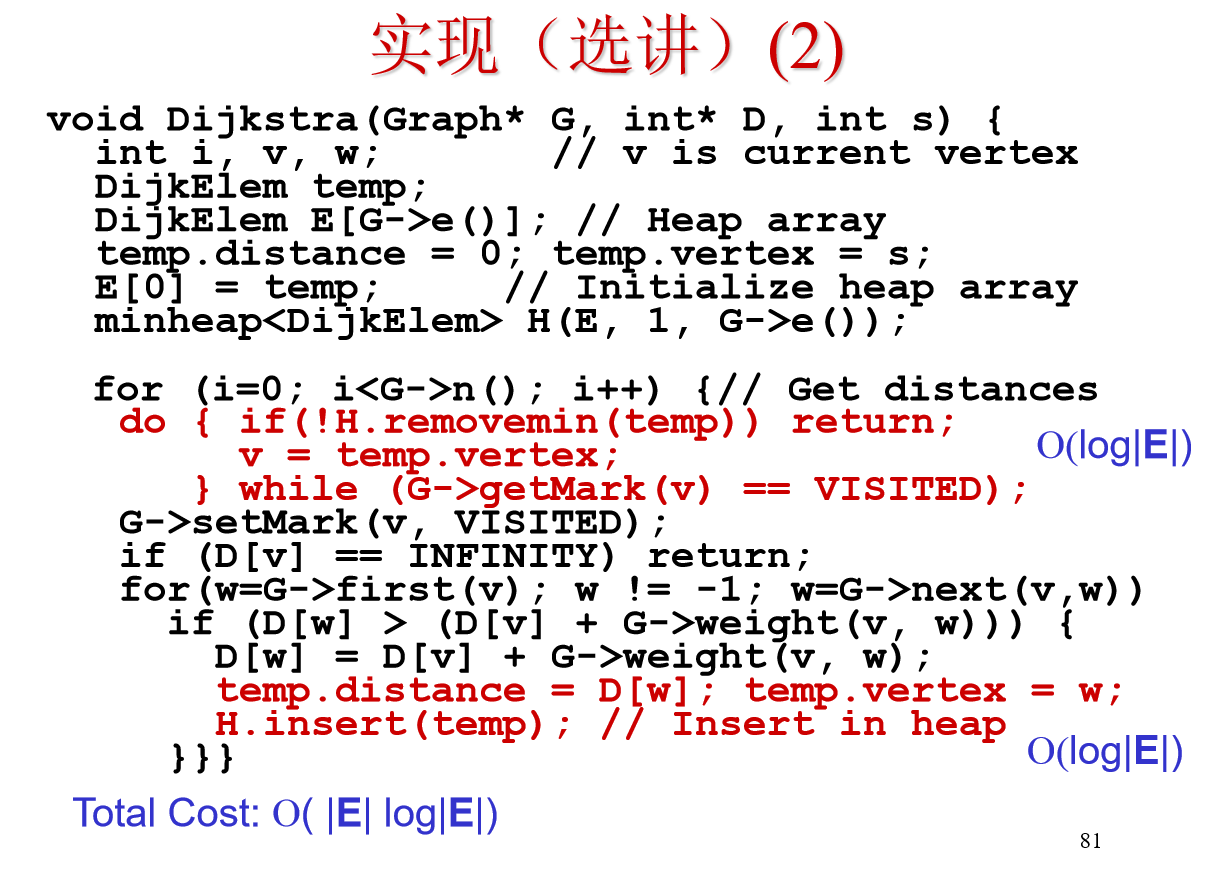 实现（选讲）(2)
void Dijkstra(Graph* G, int* D, int s) {
  int i, v, w;       // v is current vertex
  DijkElem temp;
  DijkElem E[G->e()]; // Heap array
  temp.distance = 0; temp.vertex = s;
  E[0] = temp;     // Initialize heap array
  minheap<DijkElem> H(E, 1, G->e());
  for (i=0; i<G->n(); i++) {// Get distances
   do { if(!H.removemin(temp)) return;
        v = temp.vertex;
O(log|E|)
      } while (G->getMark(v) == VISITED);
   G->setMark(v, VISITED);
   if (D[v] == INFINITY) return;
   for(w=G->first(v); w != -1; w=G->next(v,w))
     if (D[w] > (D[v] + G->weight(v, w))) {
       D[w] = D[v] + G->weight(v, w);
       temp.distance = D[w]; temp.vertex = w;
       H.insert(temp); // Insert in heap
O(log|E|)
     }}}
Total Cost: O( |E| log|E|)
81